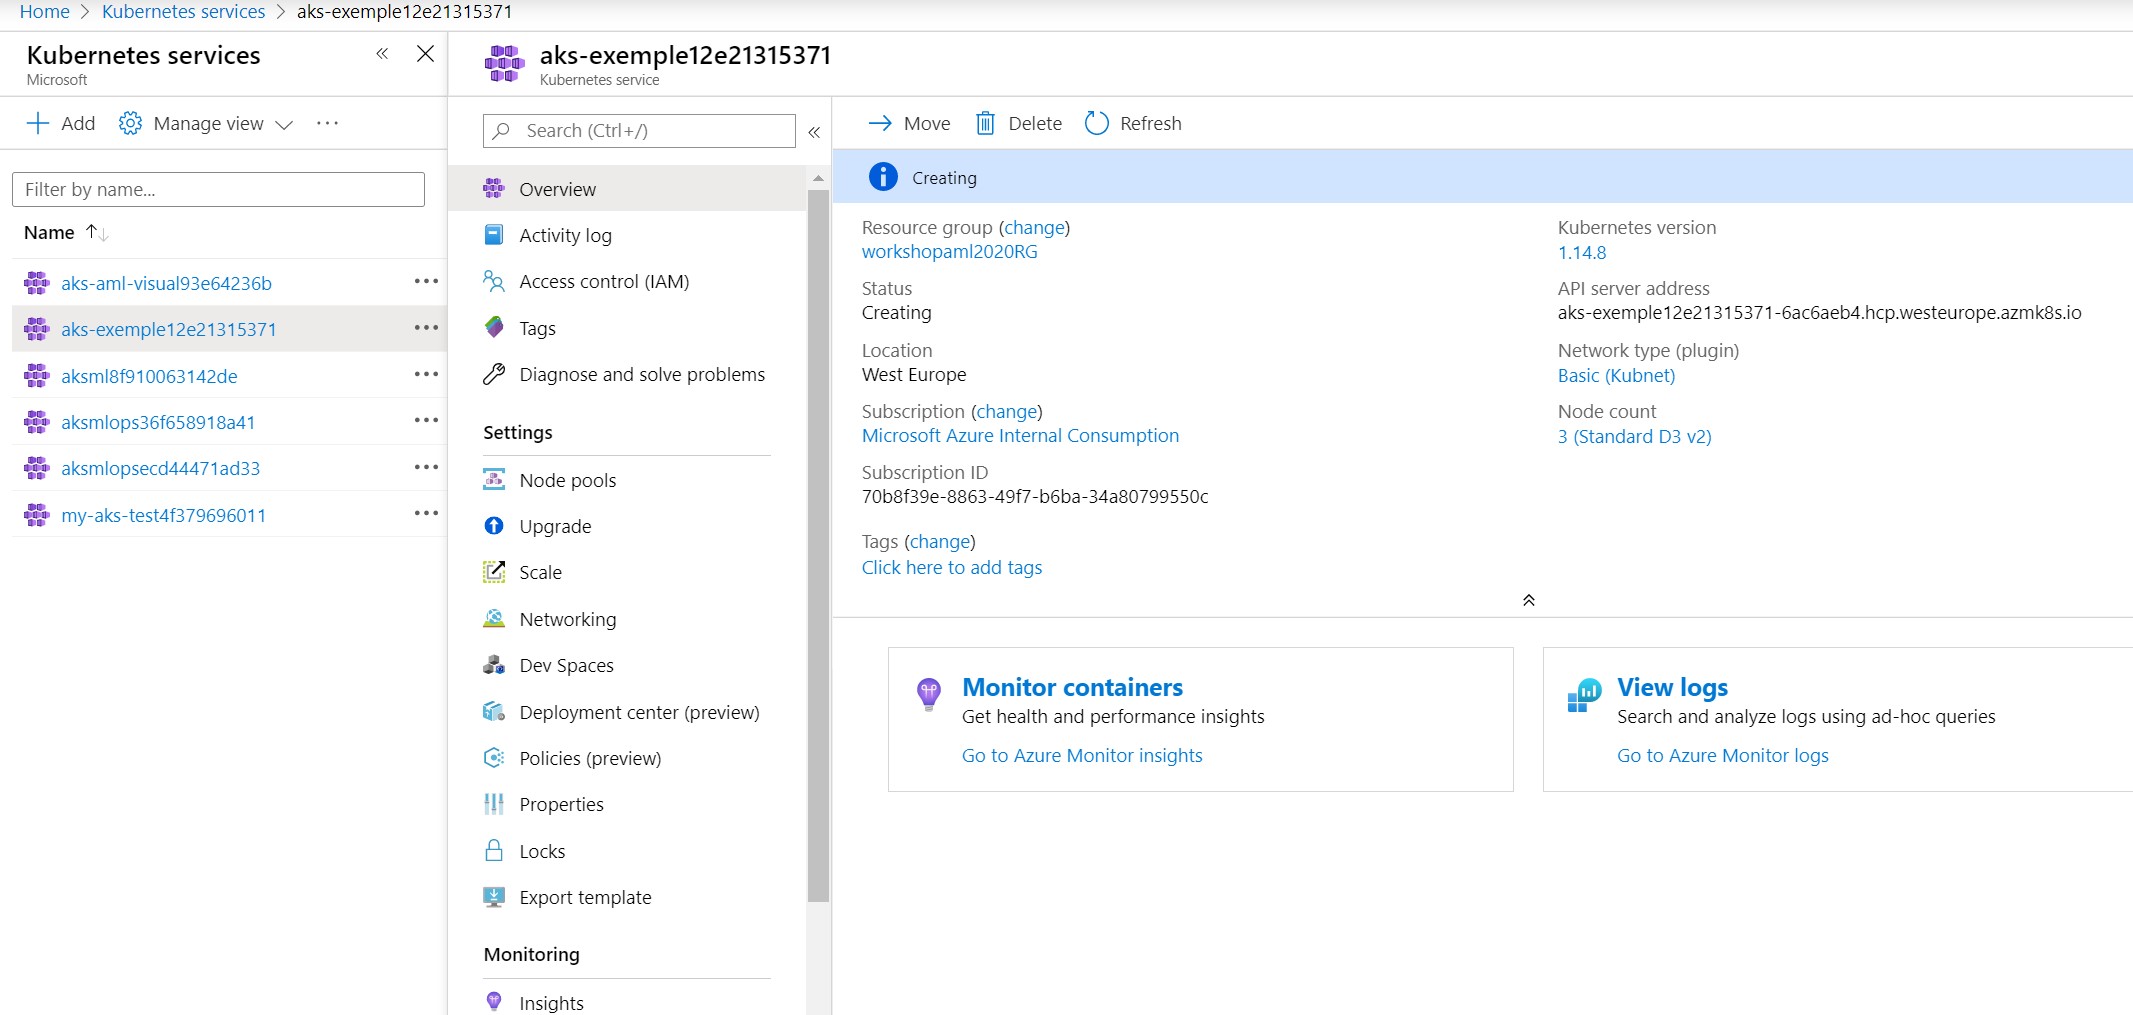 Home > Kubernetes services > aks-exemple12e21315371
Kubernetes services
Microsoft
Add Manage view ...
Filter by name...
Name
aks-aml-visual93e64236b
aks-exemple12e21315371
aksml8f910063142de
aksmlops36f658918a41
aksmlopsecd44471ad33
my-aks-test4f379696011
aks-exemple12e21315371
Kubernetes service
Search (Ctrl+/)
Overview
Activity log
Access control (IAM)
Tags
Diagnose and solve problems
Settings
Node pools
Upgrade
Scale
Networking
Dev Spaces
Deployment center (preview)
Policies (preview)
Properties
Locks
Export template
Monitoring
Insights
Move Delete Refresh
Creating
Resource group (change)
workshopaml2020RG
Status
Creating
Location
West Europe
Subscription (change)
Microsoft Azure Internal Consumption
Subscription ID
70b8f39e-8863-49f7-b6ba-34a80799550c
Tags (change)
Click here to add tags
Kubernetes version
1.14.8
API server address
aks-exemple12e21315371-6ac6aeb4.hcp.westeurope.azmk8s.io
Network type (plugin)
Basic (Kubnet)
Node count
3 (Standard D3 v2)
Monitor containers
Get health and performance insights
Go to Azure Monitor insights
View logs
Search and analyze logs using ad-hoc queries
Go to Azure Monitor logs